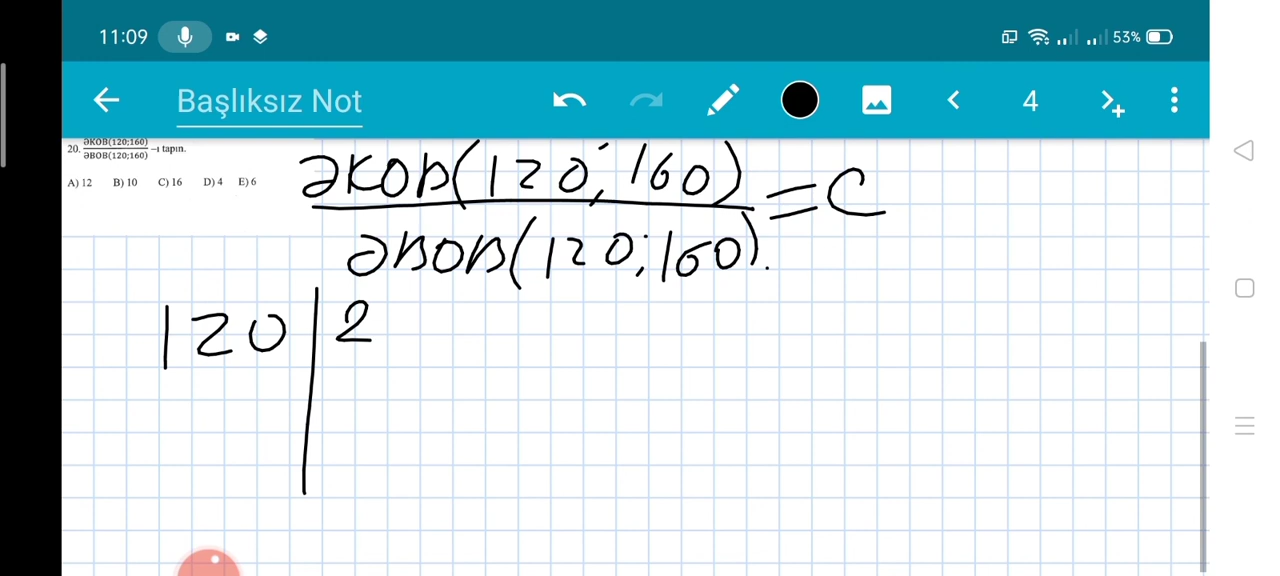 11:09 53%
Başlıksız Not 4
20. ƏKOB(120;160)
ƏBOB(120;160) –ı tapın.
A) 12 B) 10 C) 16 D) 4 E) 6
ƏKOB(120;160)
= C
ƏBOB(120;160).
120 | 2